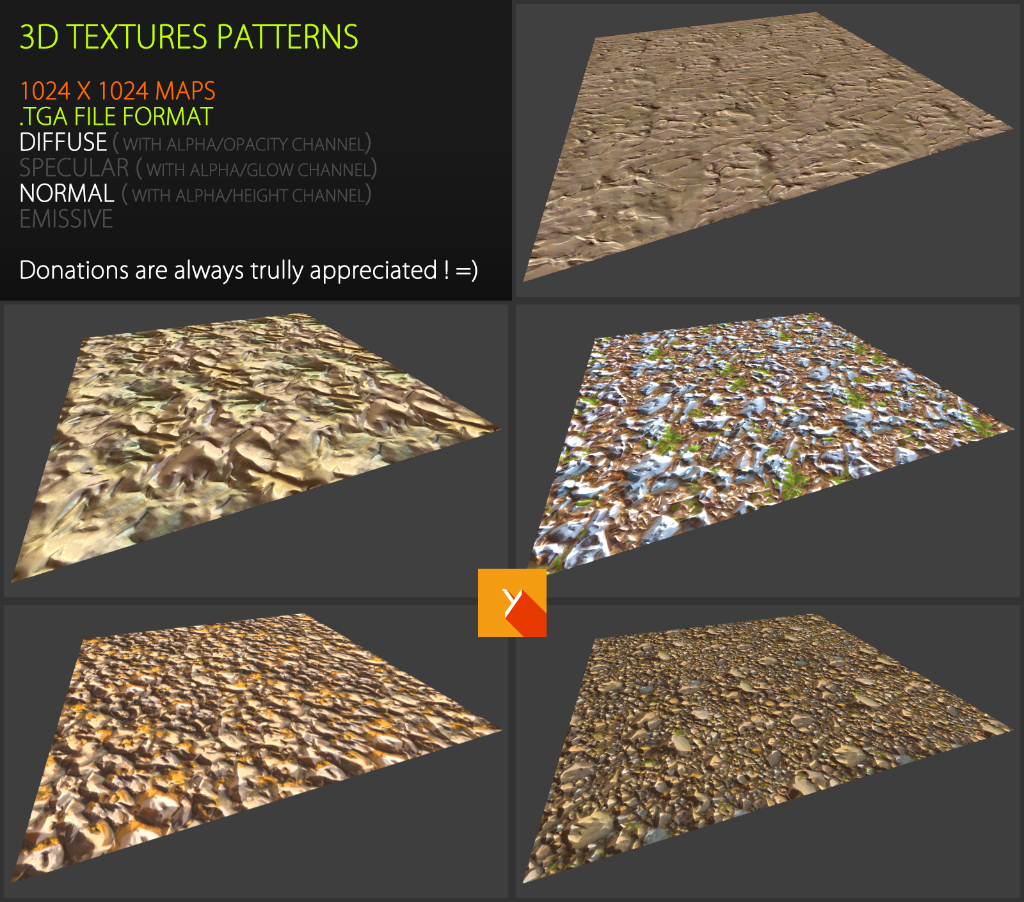 3D TEXTURES PATTERNS
1024 X 1024 MAPS
.TGA FILE FORMAT
DIFFUSE ( WITH ALPHA/OPACITY CHANNEL)
SPECULAR ( WITH ALPHA/GLOW CHANNEL)
NORMAL ( WITH ALPHA/HEIGHT CHANNEL)
EMISSIVE
Donations are always trully appreciated ! =)
y